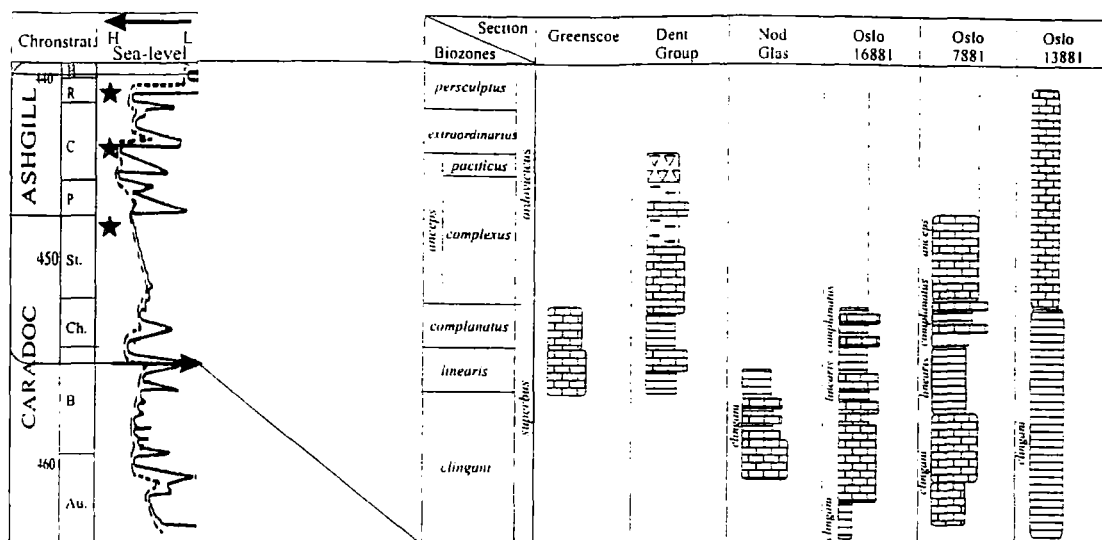 Chronstrat
H
L
Sea-level
440
H
R
C
P
450
St.
Ch.
B
460
Au.
ASHGILL
CARADOC
Section
Biozones
Greenscoe
Dent
Group
Nod
Glas
Oslo
16881
Oslo
7881
Oslo
13881
persculptus
extraordinarius
pacificus
anceps
complexus
complanatus
linearis
clingani
ordovicicus
superbus
clingani
complanatus
linearis
clingani
anceps
complanatus
linearis
clingani
clingani